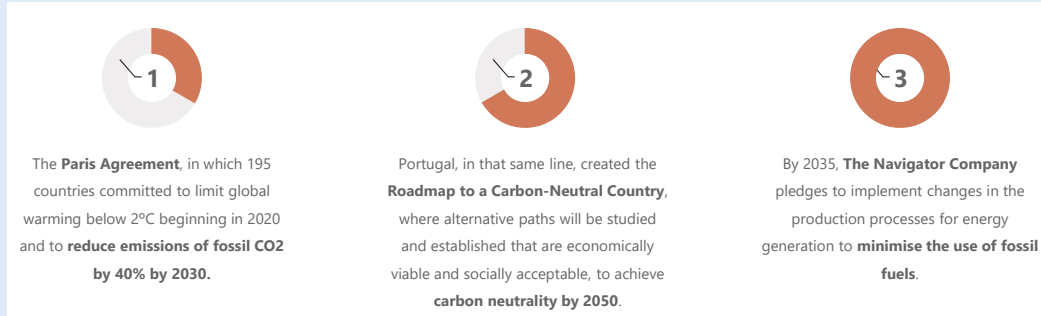 1
The Paris Agreement, in which 195
countries committed to limit global
warming below 2ºC beginning in 2020
and to reduce emissions of fossil CO2
by 40% by 2030.
2
Portugal, in that same line, created the
Roadmap to a Carbon-Neutral Country,
where alternative paths will be studied
and established that are economically
viable and socially acceptable, to achieve
carbon neutrality by 2050.
3
By 2035, The Navigator Company
pledges to implement changes in the
production processes for energy
generation to minimise the use of fossil
fuels.